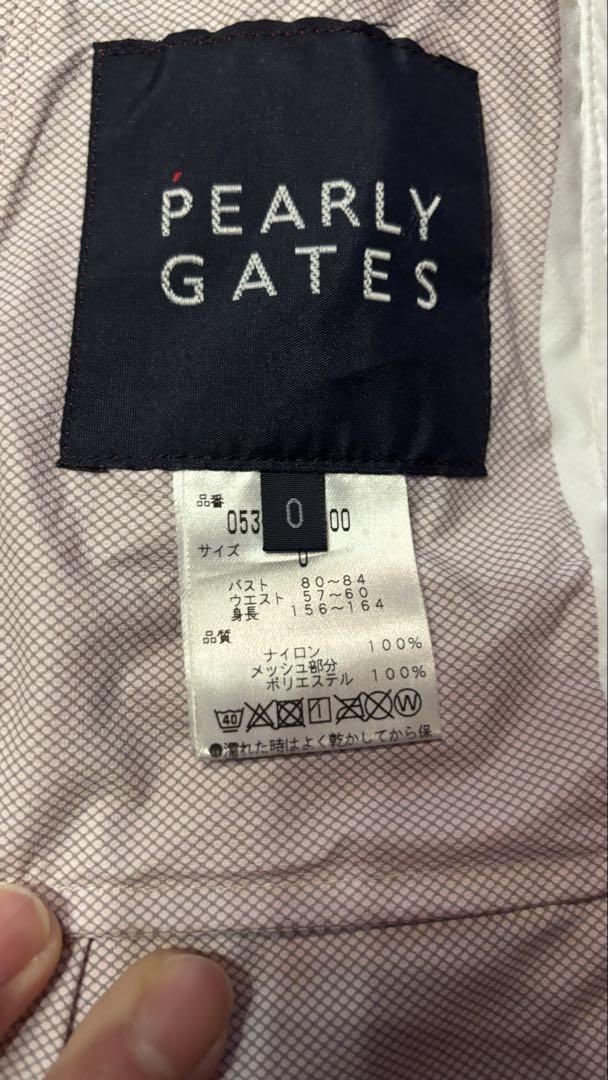 PEARLY
GATES
0
品番
053 00
サイズ
0
バスト 80～84
ウエスト 57～60
身長 156～164
品質
ナイロン 100%
メッシュ部分
ポリエステル 100%
40 W
●濡れた時はよく乾かしてから保